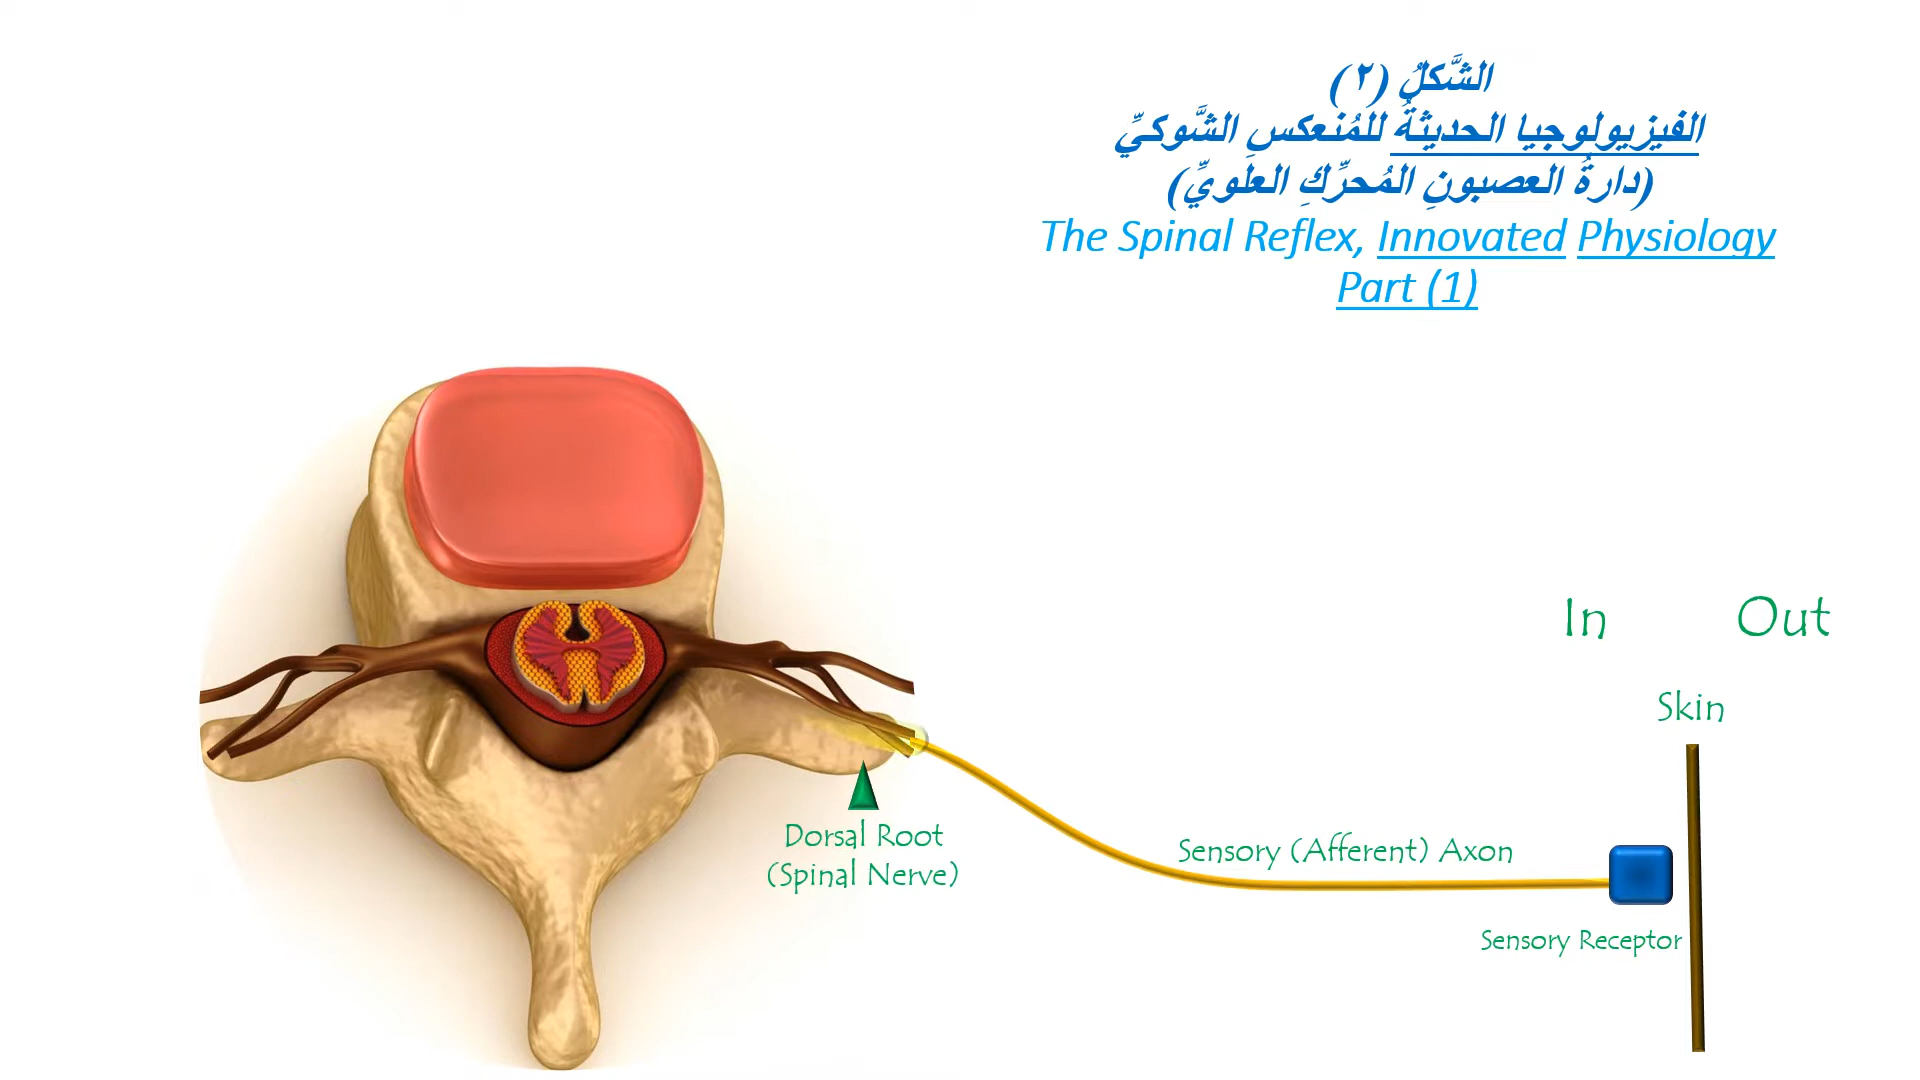 الشَّكلُ (٢)
الفيزيولوجيا الحديثةُ للمُنعكسِ الشَّوكيِّ
(دارةُ العصبونِ المُحرِّكِ العلويِّ)
The Spinal Reflex, Innovated Physiology
Part (1)
In Out
Skin
Dorsal Root
(Spinal Nerve)
Sensory (Afferent) Axon
Sensory Receptor